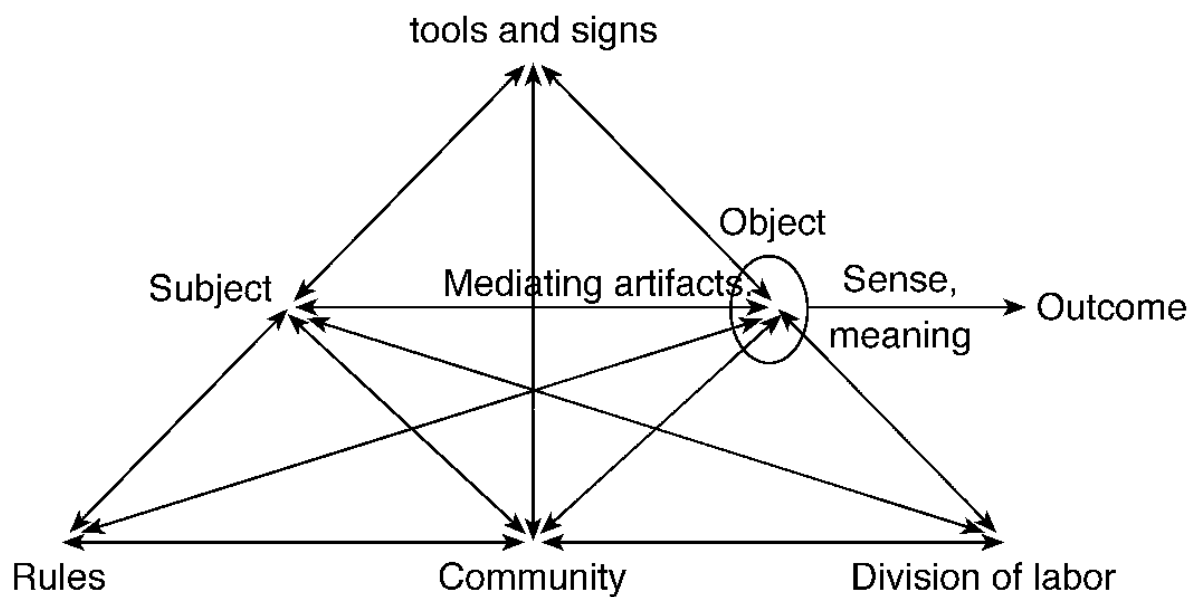 tools and signs
Object
Subject
Mediating artifacts.
Sense,
meaning
Outcome
Rules
Community
Division of labor